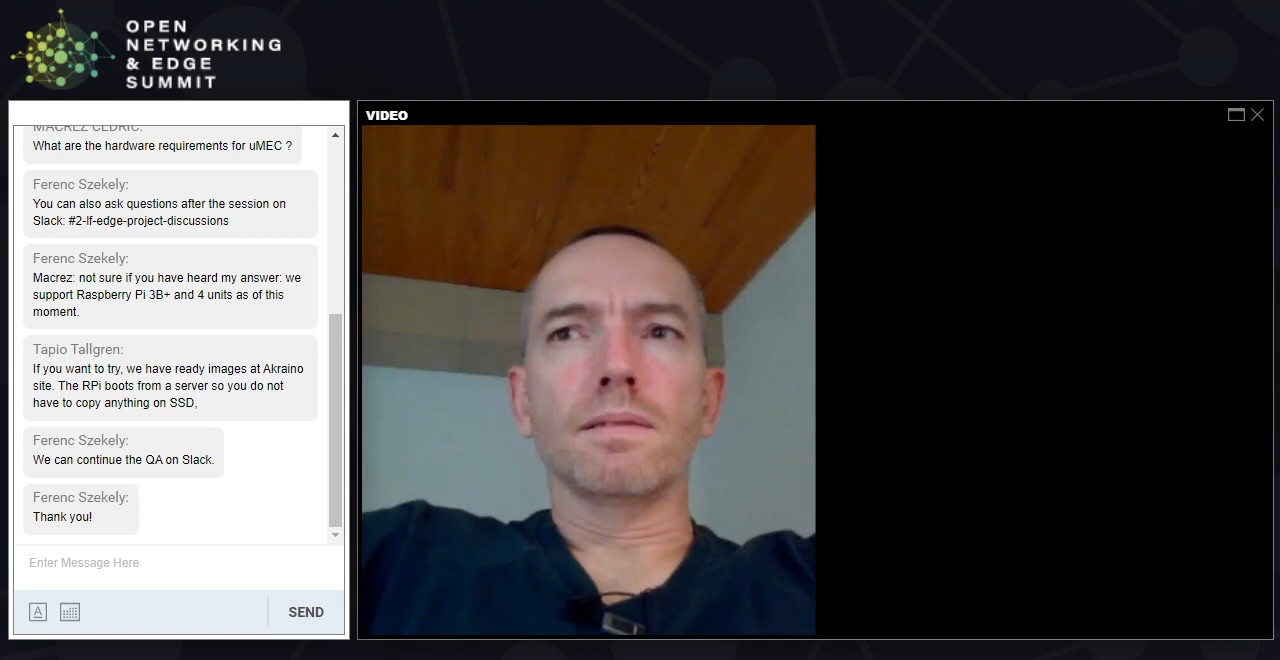 OPEN
NETWORKING
& EDGE
SUMMIT
VIDEO
MACREZ CEDRIC:
What are the hardware requirements for uMEC ?
Ferenc Szekely:
You can also ask questions after the session on
Slack: #2-lf-edge-project-discussions
Ferenc Szekely:
Macrez: not sure if you have heard my answer: we
support Raspberry Pi 3B+ and 4 units as of this
moment.
Tapio Tallgren:
If you want to try, we have ready images at Akraino
site. The RPi boots from a server so you do not
have to copy anything on SSD,
Ferenc Szekely:
We can continue the QA on Slack.
Ferenc Szekely:
Thank you!
Enter Message Here
A
SEND